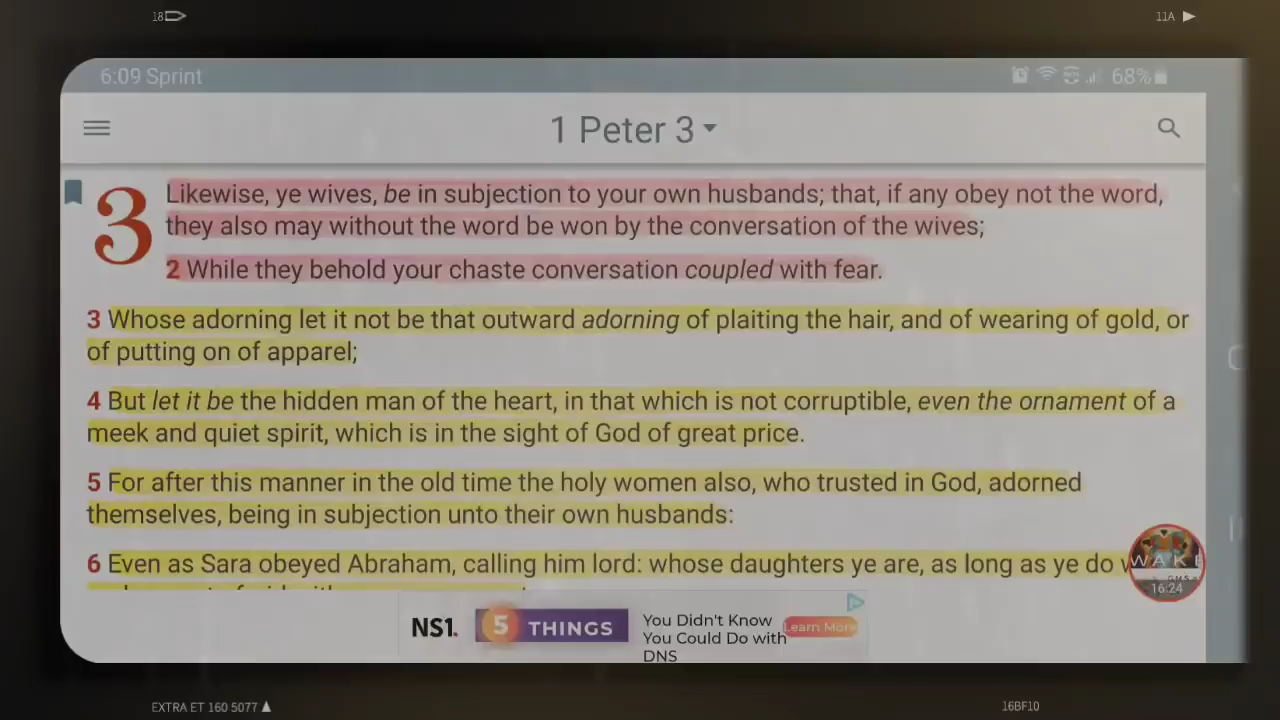 18
11A
6:09 Sprint
68%
1 Peter 3
3
Likewise, ye wives, be in subjection to your own husbands; that, if any obey not the word,
they also may without the word be won by the conversation of the wives;
2 While they behold your chaste conversation coupled with fear.
3 Whose adorning let it not be that outward adorning of plaiting the hair, and of wearing of gold, or
of putting on of apparel;
4 But let it be the hidden man of the heart, in that which is not corruptible, even the ornament of a
meek and quiet spirit, which is in the sight of God of great price.
5 For after this manner in the old time the holy women also, who trusted in God, adorned
themselves, being in subjection unto their own husbands:
6 Even as Sara obeyed Abraham, calling him lord: whose daughters ye are, as long as ye do
WAKE
16:24
NS1.
5 THINGS
You Didn't Know
You Could Do with
DNS
Learn More
EXTRA ET 160 5077
16BF10